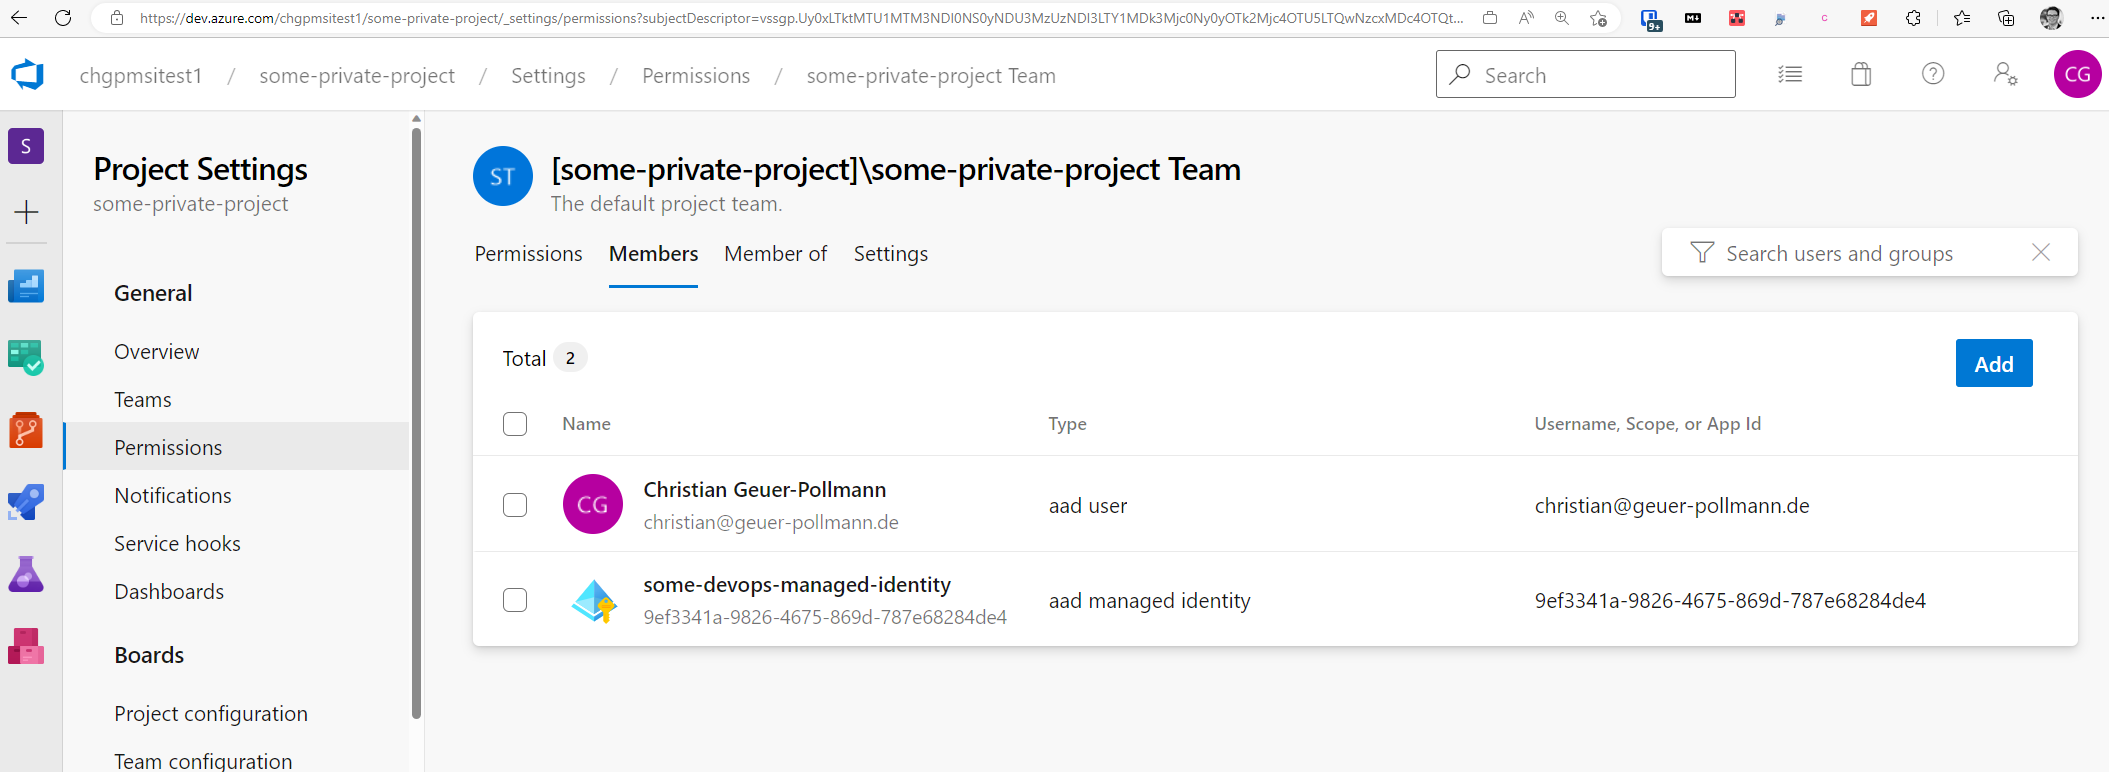 https://dev.azure.com/chgpmsitest1/some-private-project/_settings/permissions?subjectDescriptor=vssgp.Uy0xLTktMTU1MTM3NDI0NS0yNDU3MzUzNDI3LTY1MDk3Mjc0Ny0yOTk2Mjc4OTU5LTQwNzcxMDc4OTQt...
9+
chgpmsitest1 / some-private-project / Settings / Permissions / some-private-project Team
Search
CG
S
Project Settings
some-private-project
General
Overview
Teams
Permissions
Notifications
Service hooks
Dashboards
Boards
Project configuration
Team configuration
ST
[some-private-project]\some-private-project Team
The default project team.
Permissions Members Member of Settings
Search users and groups
Total 2
Add
Name Type Username, Scope, or App Id
CG
Christian Geuer-Pollmann
christian@geuer-pollmann.de
aad user
christian@geuer-pollmann.de
some-devops-managed-identity
9ef3341a-9826-4675-869d-787e68284de4
aad managed identity
9ef3341a-9826-4675-869d-787e68284de4